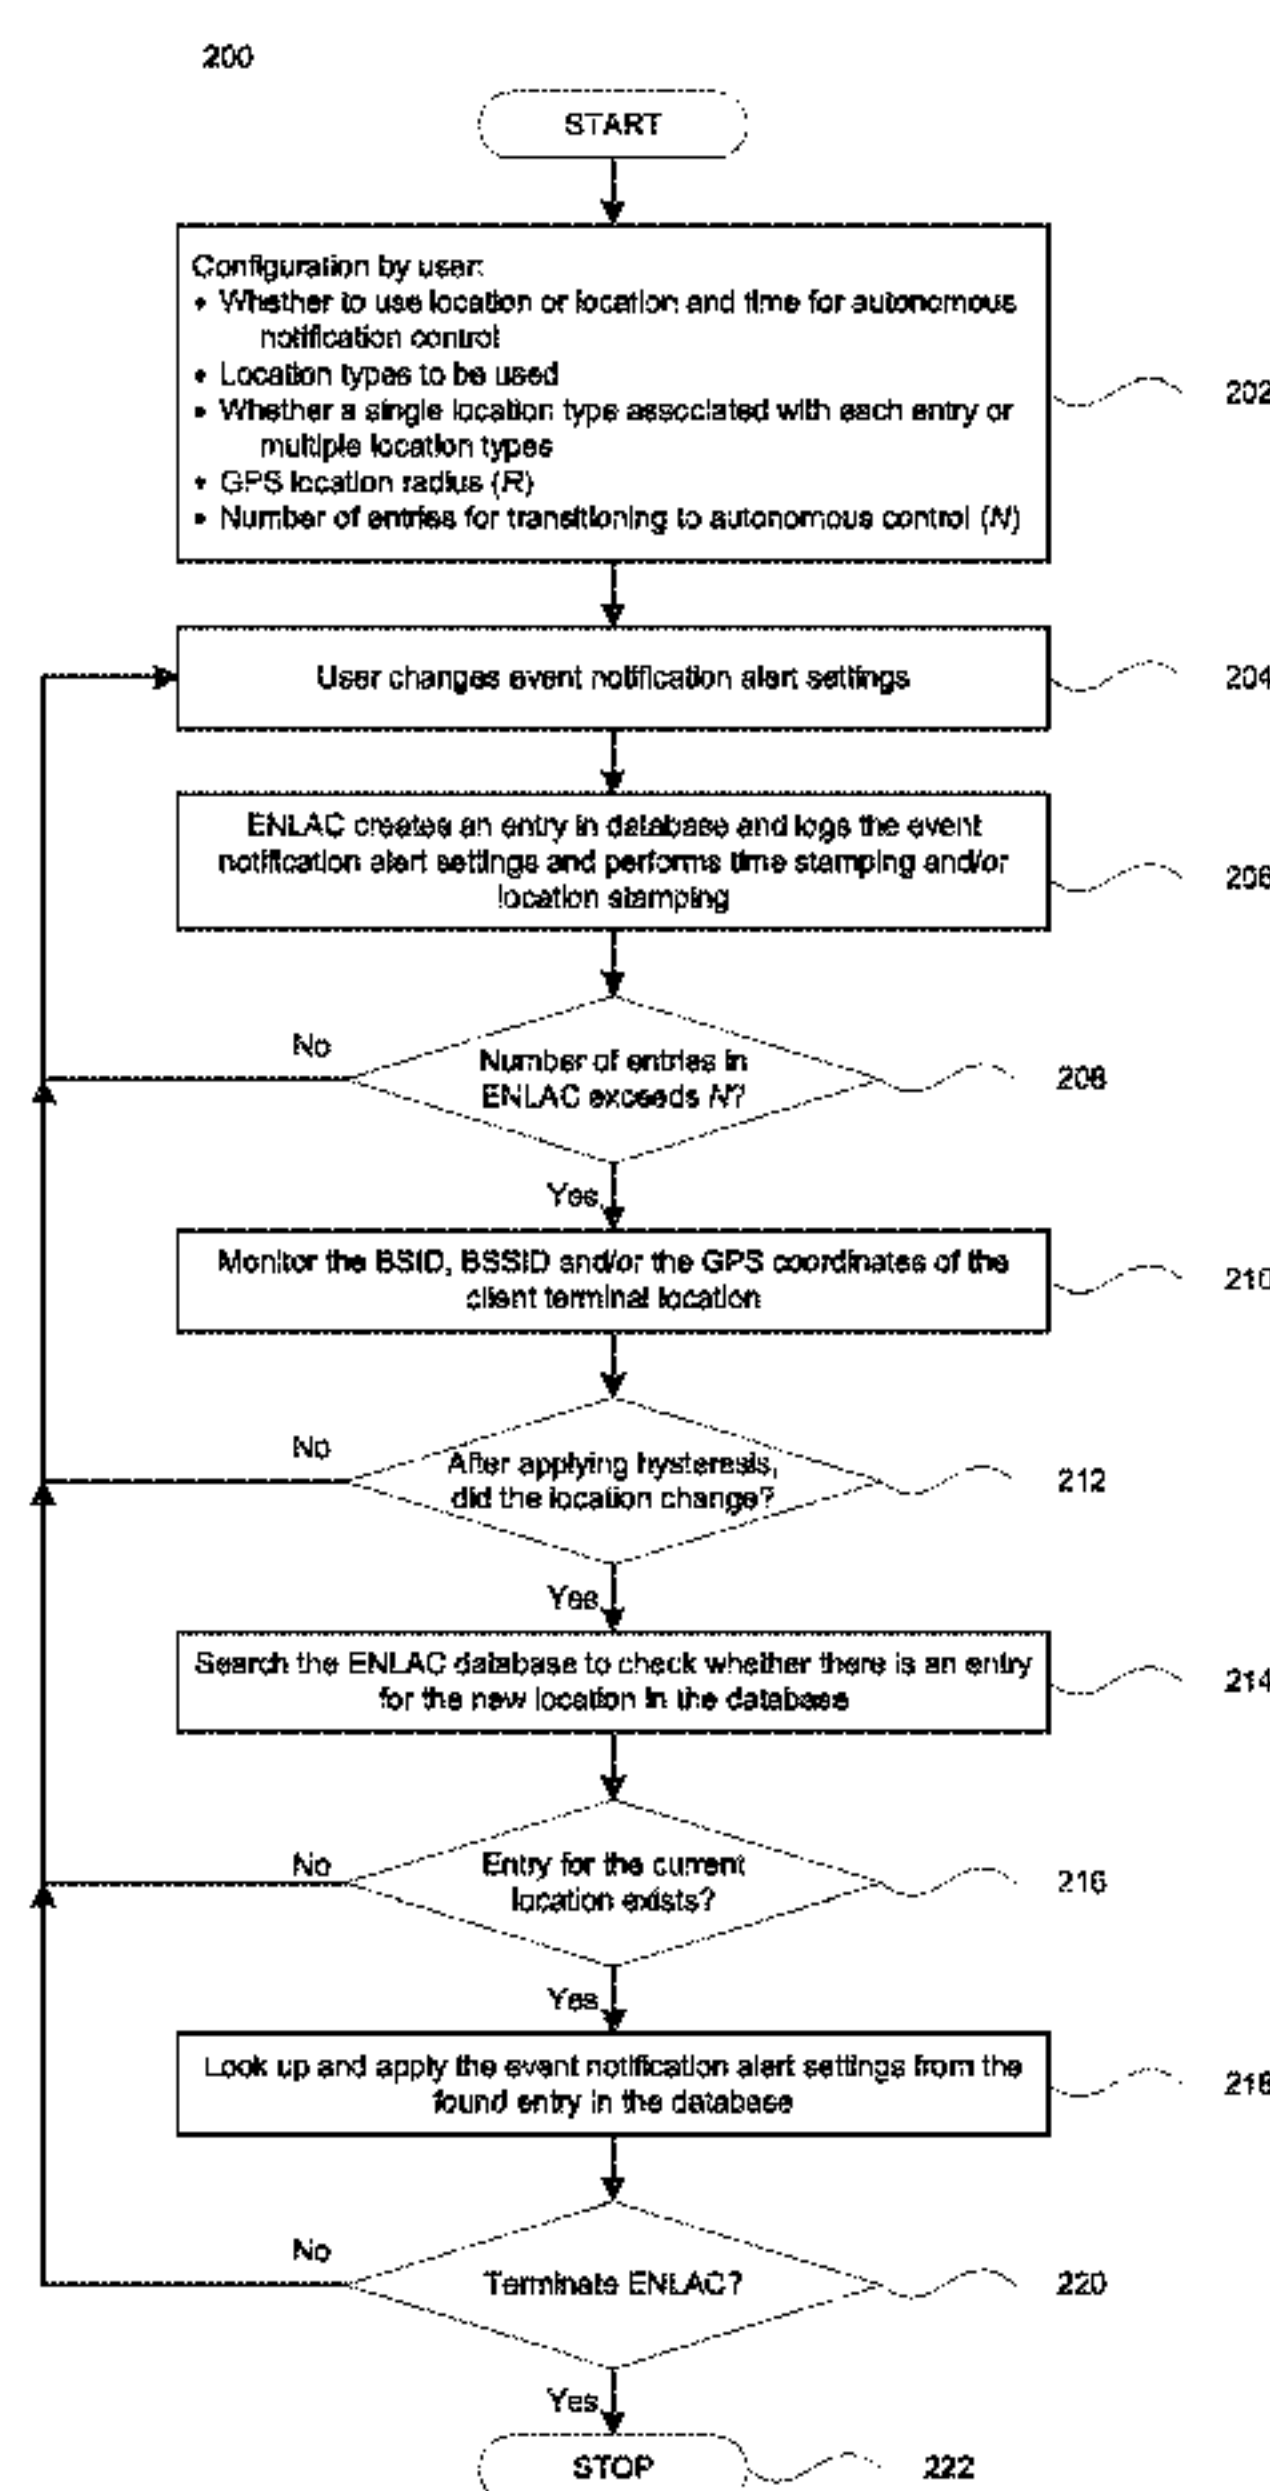 200
START
Configuration by user:
• Whether to use location or location and time for autonomous
notification control
• Location types to be used
• Whether a single location type associated with each entry or
multiple location types
• GPS location radius (R)
• Number of entries for transitioning to autonomous control (N)
202
User changes event notification alert settings
204
ENLAC creates an entry in database and logs the event
notification alert settings and performs time stamping and/or
location stamping
206
No
Number of entries in
ENLAC exceeds N?
208
Yes
Monitor the BSID, BSSID and/or the GPS coordinates of the
client terminal location
210
No
After applying hysteresis,
did the location change?
212
Yes
Search the ENLAC database to check whether there is an entry
for the new location in the database
214
No
Entry for the current
location exists?
216
Yes
Look up and apply the event notification alert settings from the
found entry in the database
218
No
Terminate ENLAC?
220
Yes
STOP
222